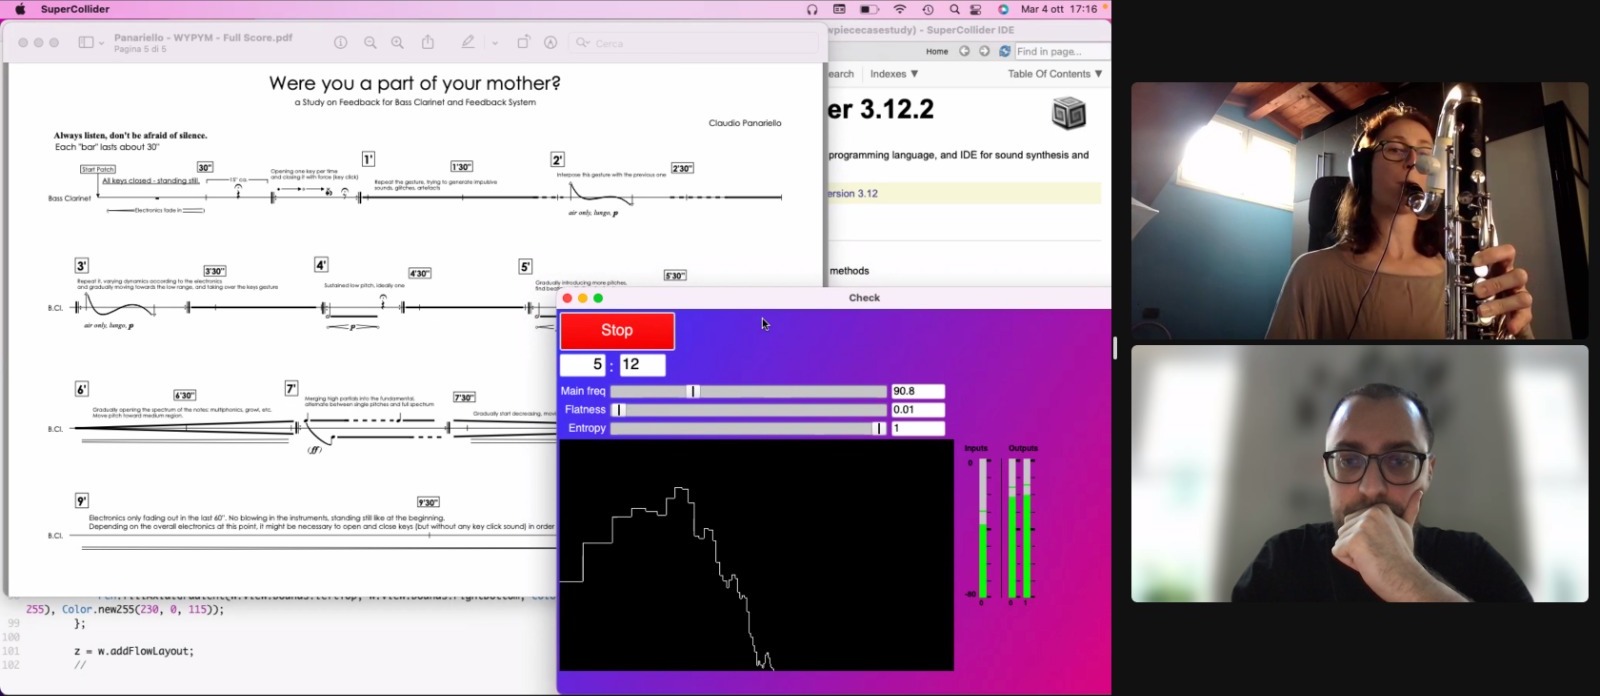 SuperCollider
Mar 4 ott 17:16
Panariello - WYPYM - Full Score.pdf
Pagina 5 di 5
Cerca
wpiececasestudy) - SuperCollider IDE
Home
Find in page...
earch
Indexes ▼
Table Of Contents ▼
er 3.12.2
programming language, and IDE for sound synthesis and
ersion 3.12
methods
Were you a part of your mother?
a Study on Feedback for Bass Clarinet and Feedback System
Claudio Panariello
Always listen, don't be afraid of silence.
Each "bar" lasts about 30"
Start Patch
30"
1'
1'30"
2'
2'30"
All keys closed - standing still.
Opening one key per time
and closing it with force (key click)
Repeat the gesture, trying to generate impulsive
sounds, glitches, artefacts
Interpose this gesture with the previous one
Bass Clarinet
Electronics fade in
air only, lungo, p
3'
3'30"
4'
4'30"
5'
5'30"
Repeat it, varying dynamics according to the electronics
and gradually moving towards the low range, and taking over the keys gesture
Sustained low pitch, ideally one
Gradually introducing more pitches,
B.Cl.
air only, lungo, p
p
6'
6'30"
7'
7'30"
Gradually opening the spectrum of the notes: multiphonics, growl, etc.
Move pitch toward medium region.
Merging high partials into the fundamental,
alternate between single pitches and full spectrum
Gradually start decreasing,
B.Cl.
(ff)
9'
9'30"
Electronics only fading out in the last 60". No blowing in the instruments, standing still like at the beginning.
Depending on the overall electronics at this point, it might be necessary to open and close keys (but without any key click sound) in order
B.Cl.
Check
Stop
5 : 12
Main freq 90.8
Flatness 0.01
Entropy 1
Inputs Outputs
0
-80
0 0 1
255), Color.new255(230, 0, 115));
99 };
100
101 z = w.addFlowLayout;
102 //